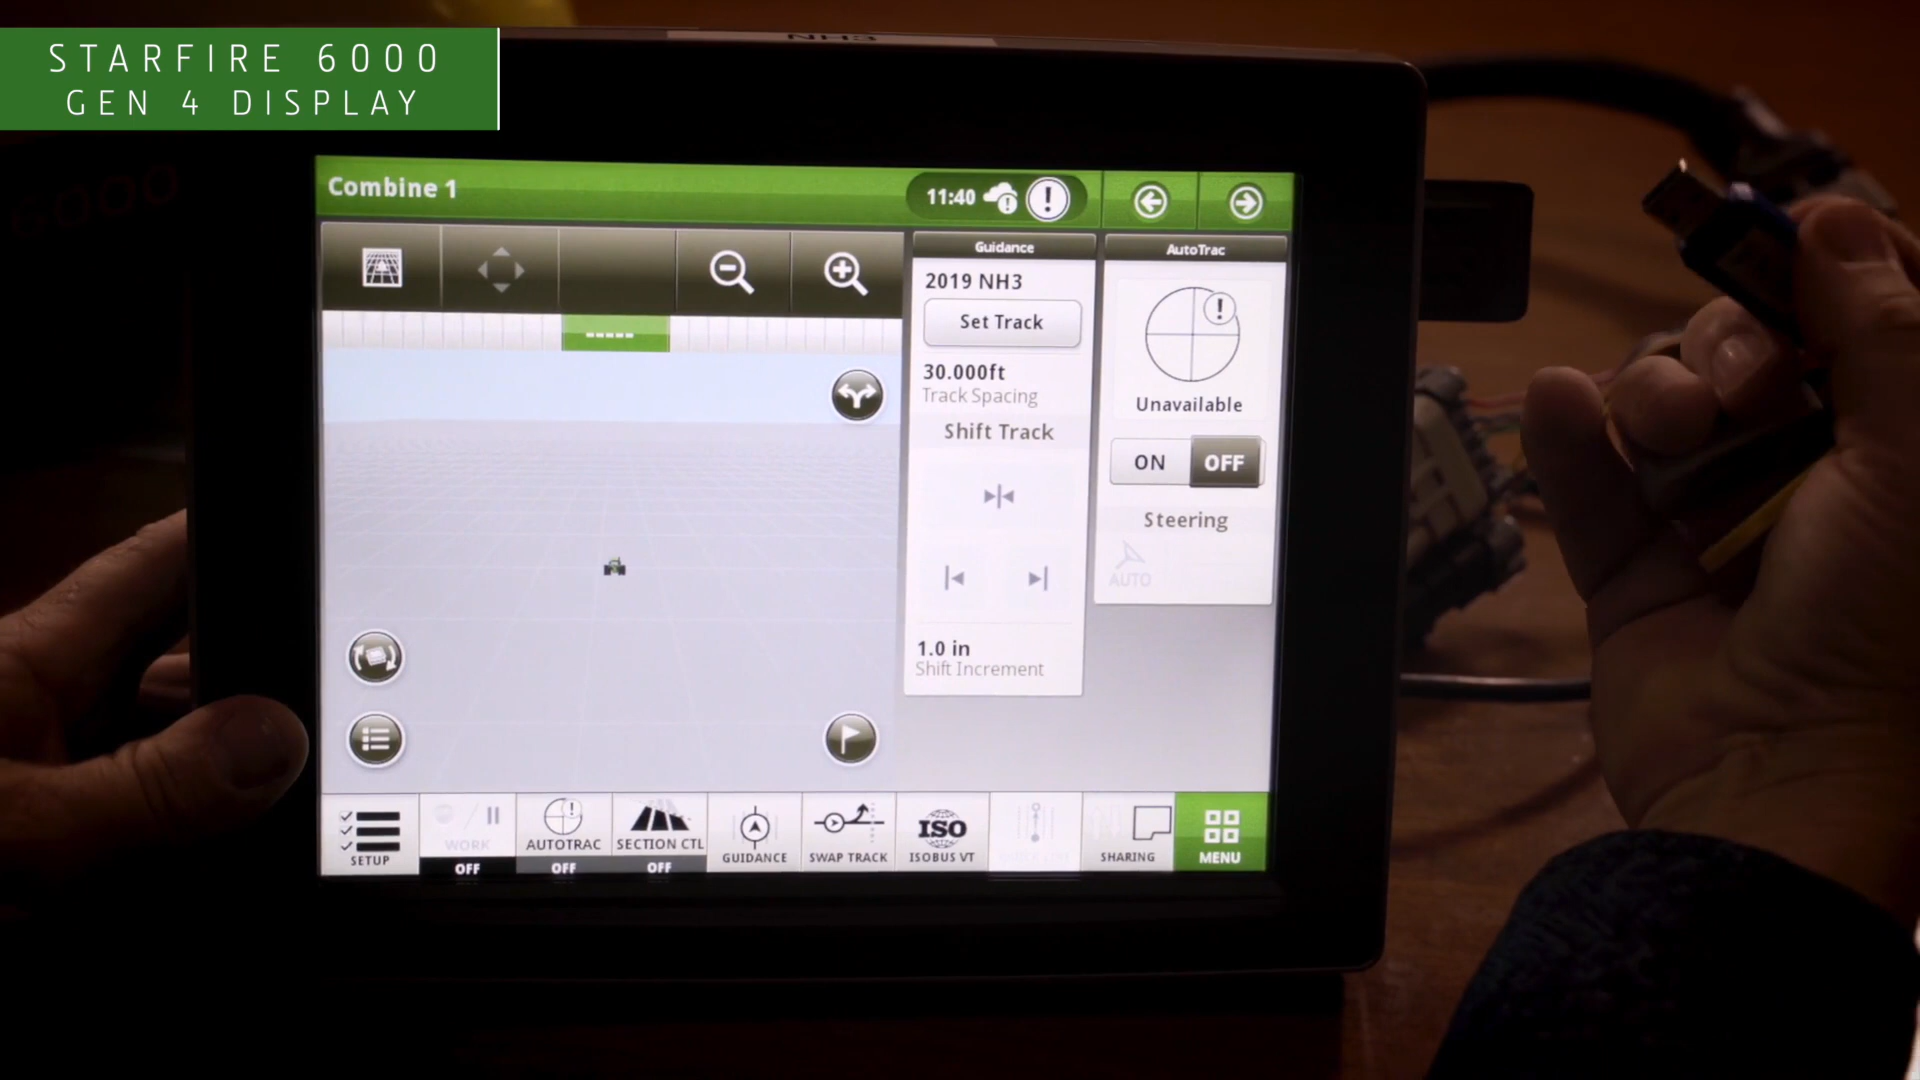 NH3
STARFIRE 6000
GEN 4 DISPLAY
6000
Combine 1
11:40
Guidance
AutoTrac
2019 NH3
Set Track
30.000ft
Track Spacing
Shift Track
Unavailable
ON
OFF
Steering
AUTO
1.0 in
Shift Increment
SETUP
WORK
OFF
AUTOTRAC
OFF
SECTION CTL
OFF
GUIDANCE
SWAP TRACK
ISO
ISOBUS VT
SHARING
MENU